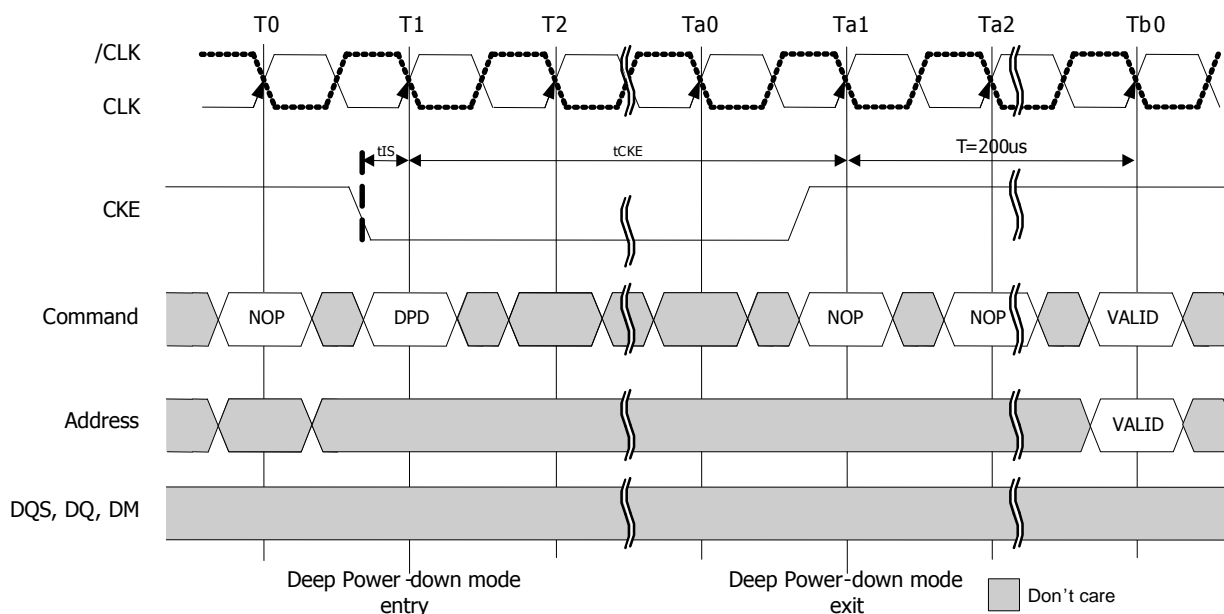 T0 T1 T2 Ta0 Ta1 Ta2 Tb0
/CLK
CLK
tIS tCKE T=200us
CKE
Command NOP DPD NOP NOP VALID
Address VALID
DQS, DQ, DM
Deep Power-down mode
entry
Deep Power-down mode
exit
Don't care